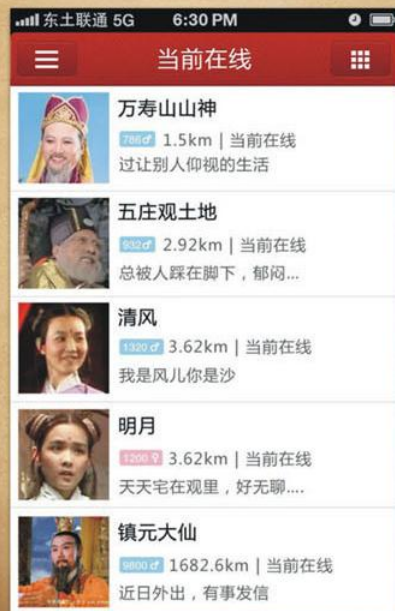 东土联通 5G 6:30 PM
当前在线
万寿山山神
786♂ 1.5km | 当前在线
过让别人仰视的生活
五庄观土地
932♂ 2.92km | 当前在线
总被人踩在脚下，郁闷...
清风
1320♂ 3.62km | 当前在线
我是风儿你是沙
明月
1200♀ 3.62km | 当前在线
天天宅在观里，好无聊....
镇元大仙
9800♂ 1682.6km | 当前在线
近日外出，有事发信